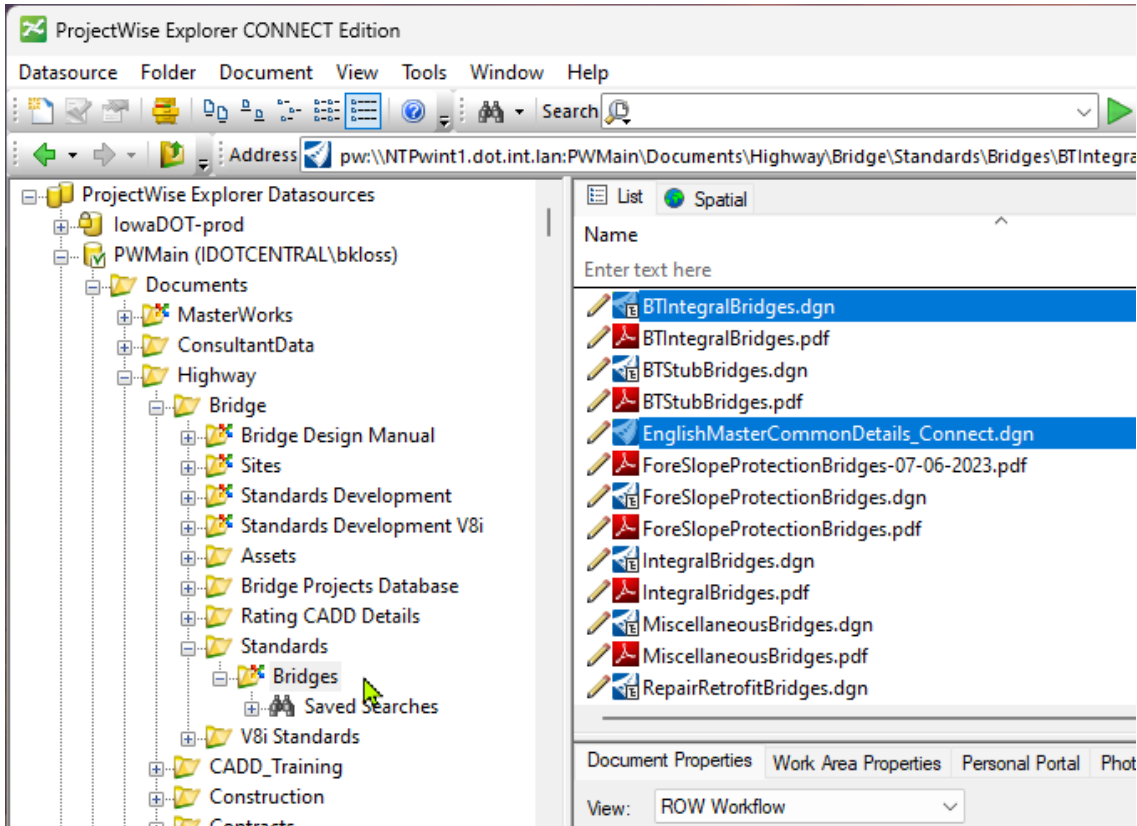 ProjectWise Explorer CONNECT Edition
Datasource Folder Document View Tools Window Help
Search
Address pw:\\NTPwint1.dot.int.lan:PWMain\Documents\Highway\Bridge\Standards\Bridges\BTIntegra
ProjectWise Explorer Datasources
IowaDOT-prod
PWMain (IDOTCENTRAL\bkloss)
Documents
MasterWorks
ConsultantData
Highway
Bridge
Bridge Design Manual
Sites
Standards Development
Standards Development V8i
Assets
Bridge Projects Database
Rating CADD Details
Standards
Bridges
Saved Searches
V8i Standards
CADD_Training
Construction
Contracts
List Spatial
Name
Enter text here
BTIntegralBridges.dgn
BTIntegralBridges.pdf
BTStubBridges.dgn
BTStubBridges.pdf
EnglishMasterCommonDetails_Connect.dgn
ForeSlopeProtectionBridges-07-06-2023.pdf
ForeSlopeProtectionBridges.dgn
ForeSlopeProtectionBridges.pdf
IntegralBridges.dgn
IntegralBridges.pdf
MiscellaneousBridges.dgn
MiscellaneousBridges.pdf
RepairRetrofitBridges.dgn
Document Properties Work Area Properties Personal Portal Phot
View: ROW Workflow